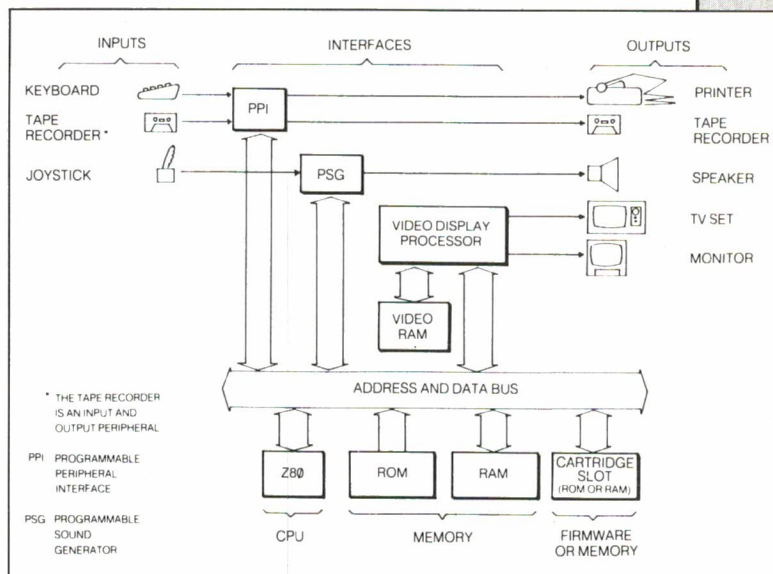 INPUTS
INTERFACES
OUTPUTS
KEYBOARD
PPI
PRINTER
TAPE
RECORDER *
TAPE
RECORDER
JOYSTICK
PSG
SPEAKER
VIDEO DISPLAY
PROCESSOR
TV SET
MONITOR
VIDEO
RAM
ADDRESS AND DATA BUS
* THE TAPE RECORDER
IS AN INPUT AND
OUTPUT PERIPHERAL
PPI PROGRAMMABLE
PERIPHERAL
INTERFACE
PSG PROGRAMMABLE
SOUND
GENERATOR
Z80
ROM
RAM
CARTRIDGE
SLOT
(ROM OR RAM)
CPU
MEMORY
FIRMWARE
OR MEMORY